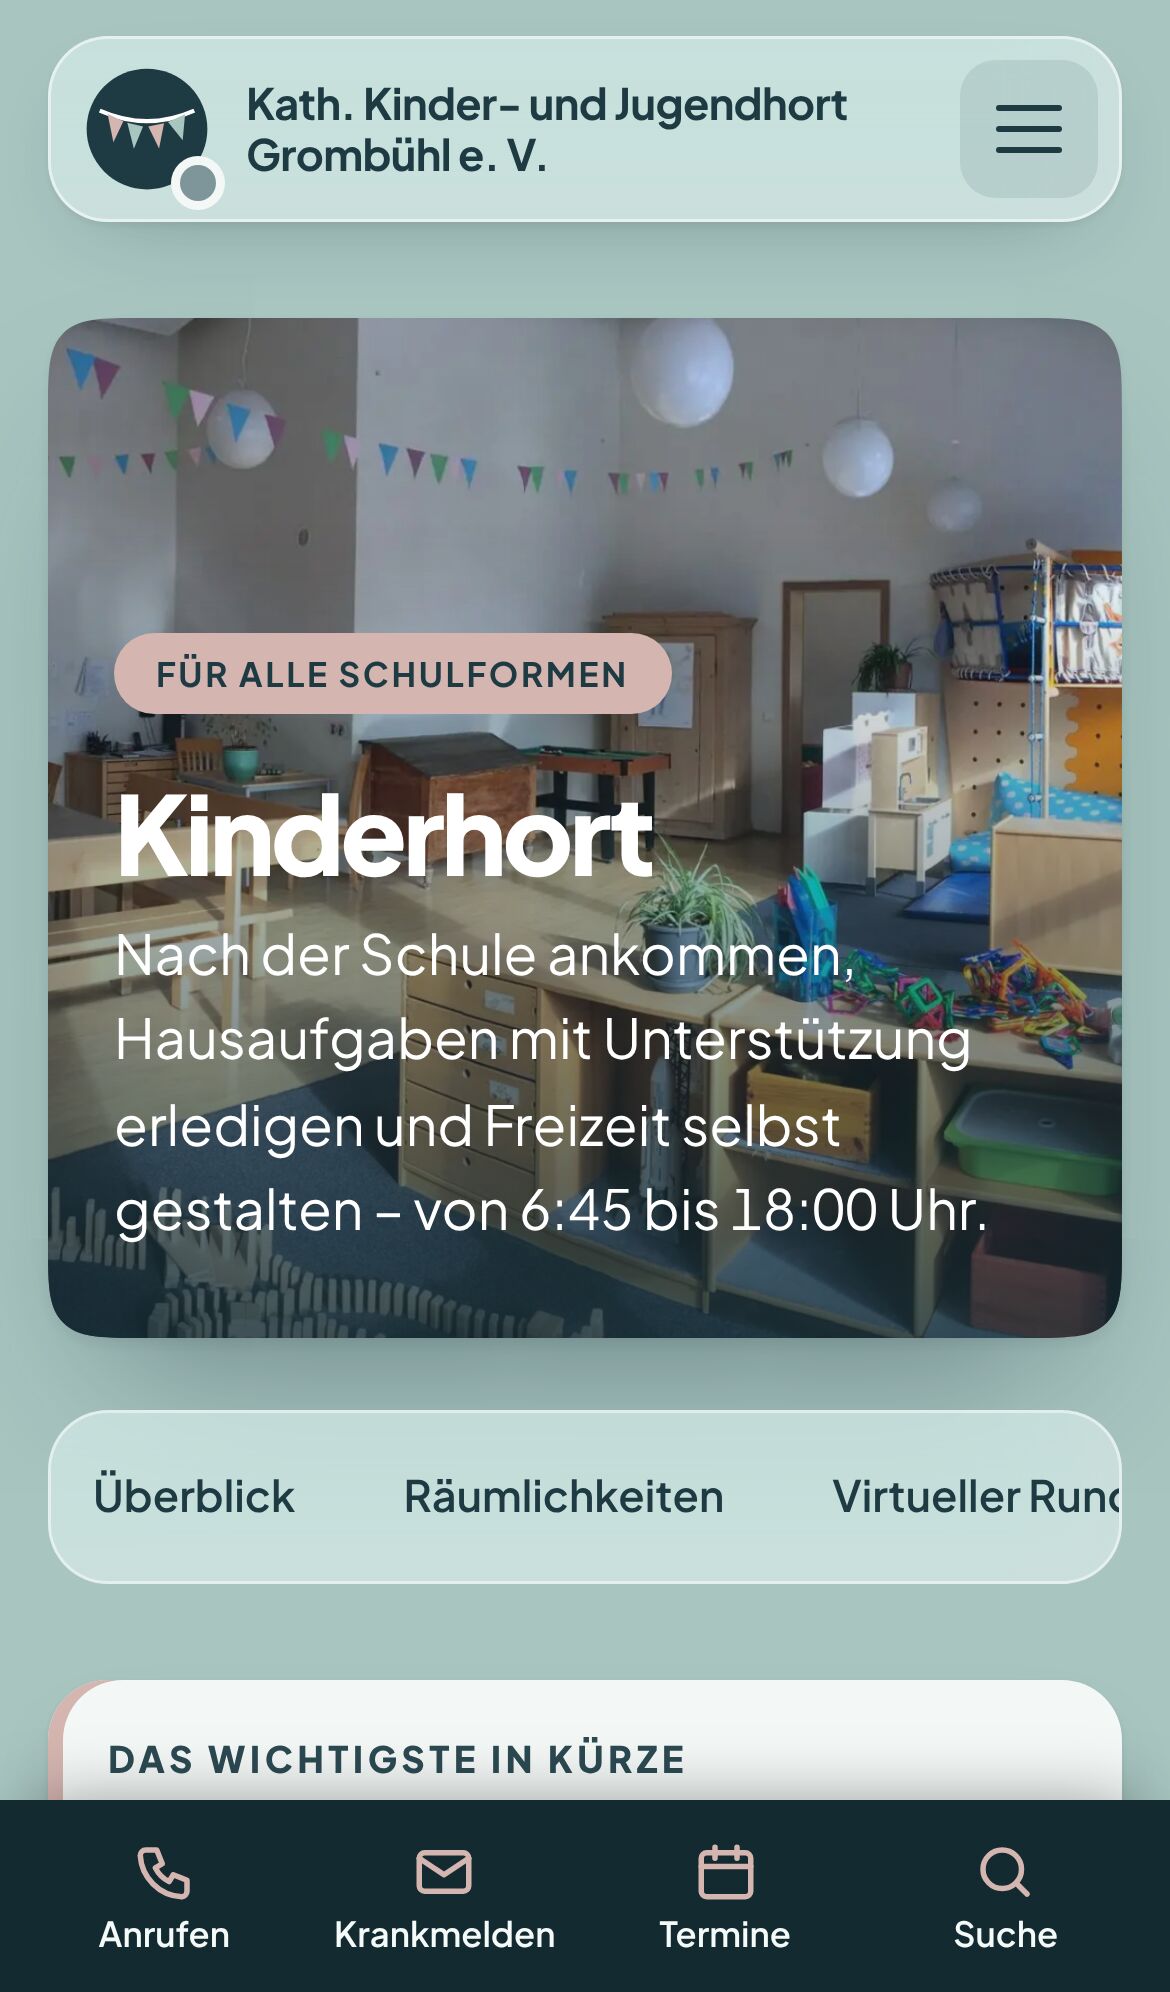 Kath. Kinder- und Jugendhort
Grombühl e. V.
FÜR ALLE SCHULFORMEN
Kinderhort
Nach der Schule ankommen,
Hausaufgaben mit Unterstützung
erledigen und Freizeit selbst
gestalten – von 6:45 bis 18:00 Uhr.
Überblick Räumlichkeiten Virtueller
DAS WICHTIGSTE IN KÜRZE
Anrufen Krankmelden Termine Suche